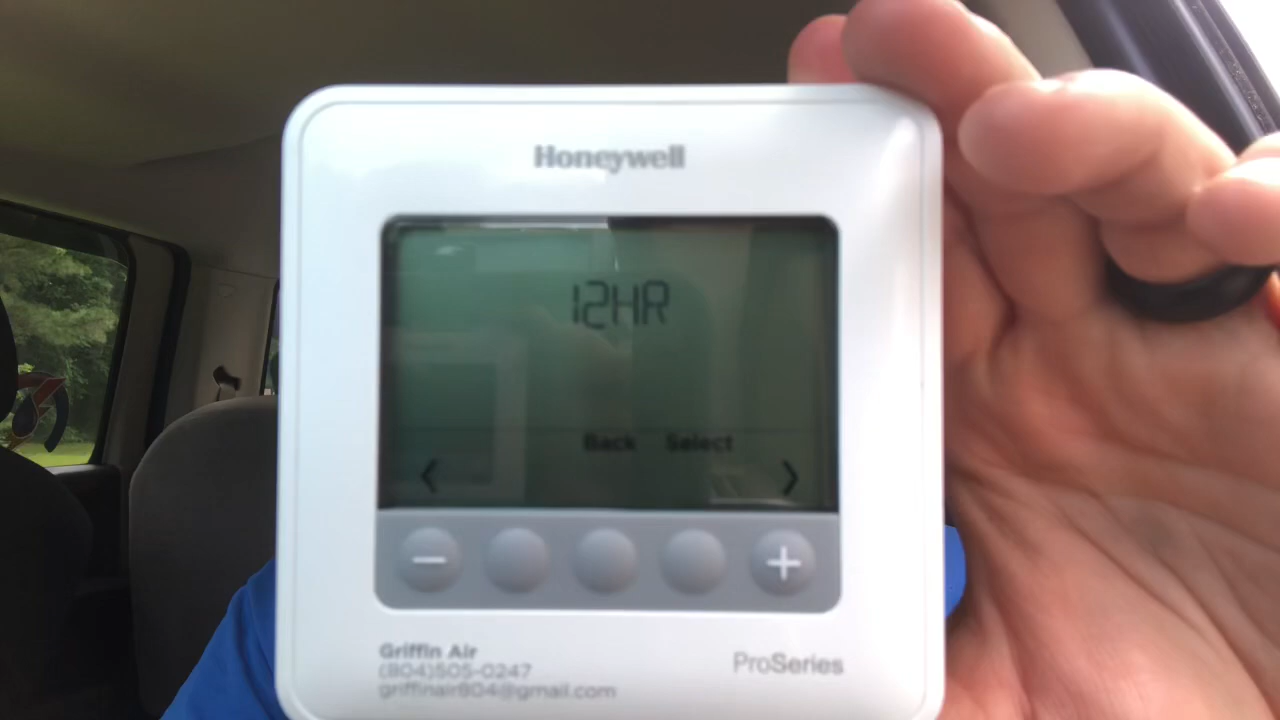 Honeywell
12HR
Back Select
< >
− +
Griffin Air
(804)505-0247
griffinair804@gmail.com
ProSeries